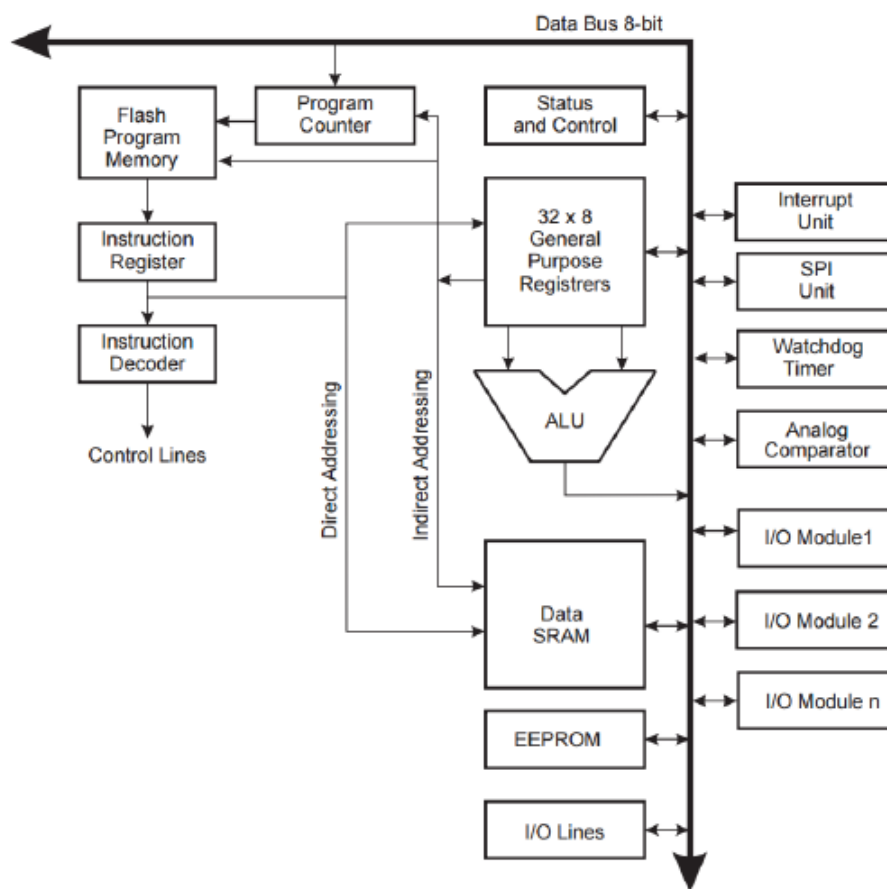 Data Bus 8-bit
Flash
Program
Memory
Program
Counter
Status
and Control
Instruction
Register
32 x 8
General
Purpose
Registrers
Interrupt
Unit
SPI
Unit
Instruction
Decoder
Watchdog
Timer
ALU
Analog
Comparator
Control Lines
Direct Addressing
Indirect Addressing
I/O Module1
Data
SRAM
I/O Module 2
I/O Module n
EEPROM
I/O Lines